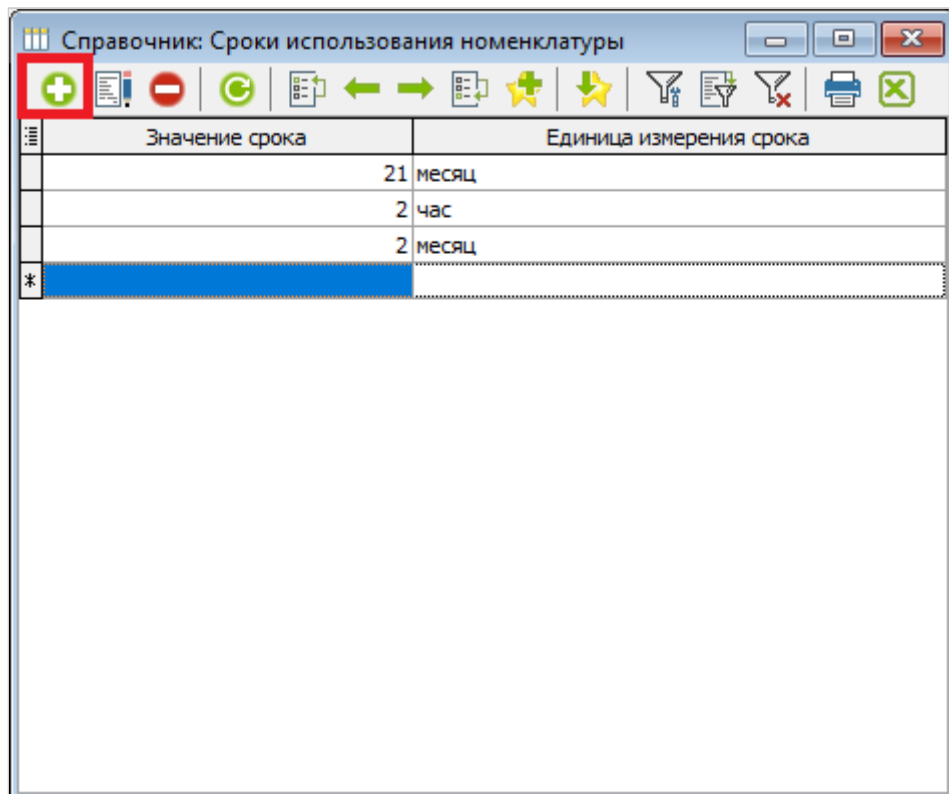 Справочник: Сроки использования номенклатуры
Значение срока Единица измерения срока
21 месяц
2 час
2 месяц
*